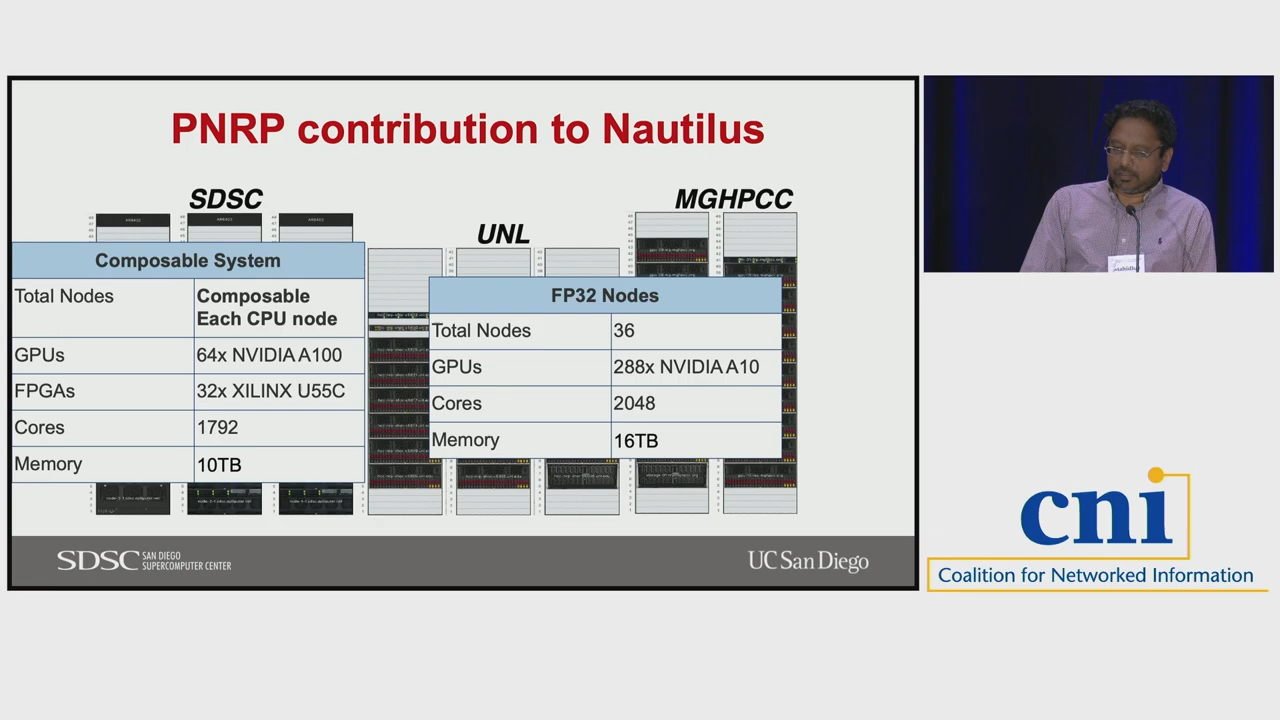 PNRP contribution to Nautilus
SDSC
UNL
MGHPCC
Composable System
Total Nodes
Composable
Each CPU node
GPUs
64x NVIDIA A100
FPGAs
32x XILINX U55C
Cores
1792
Memory
10TB
FP32 Nodes
Total Nodes
36
GPUs
288x NVIDIA A10
Cores
2048
Memory
16TB
SDSC
SAN DIEGO
SUPERCOMPUTER CENTER
UC San Diego
cni
Coalition for Networked Information